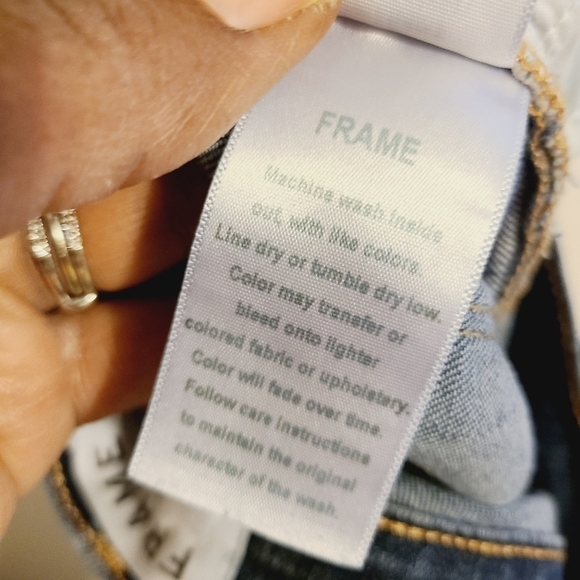 FRAME
Machine wash inside
out, with like colors.
Line dry or tumble dry low.
Color may transfer or
bleed onto lighter
colored fabric or upholstery.
Color will fade over time.
Follow care instructions
to maintain the original
character of the wash.
FRAME